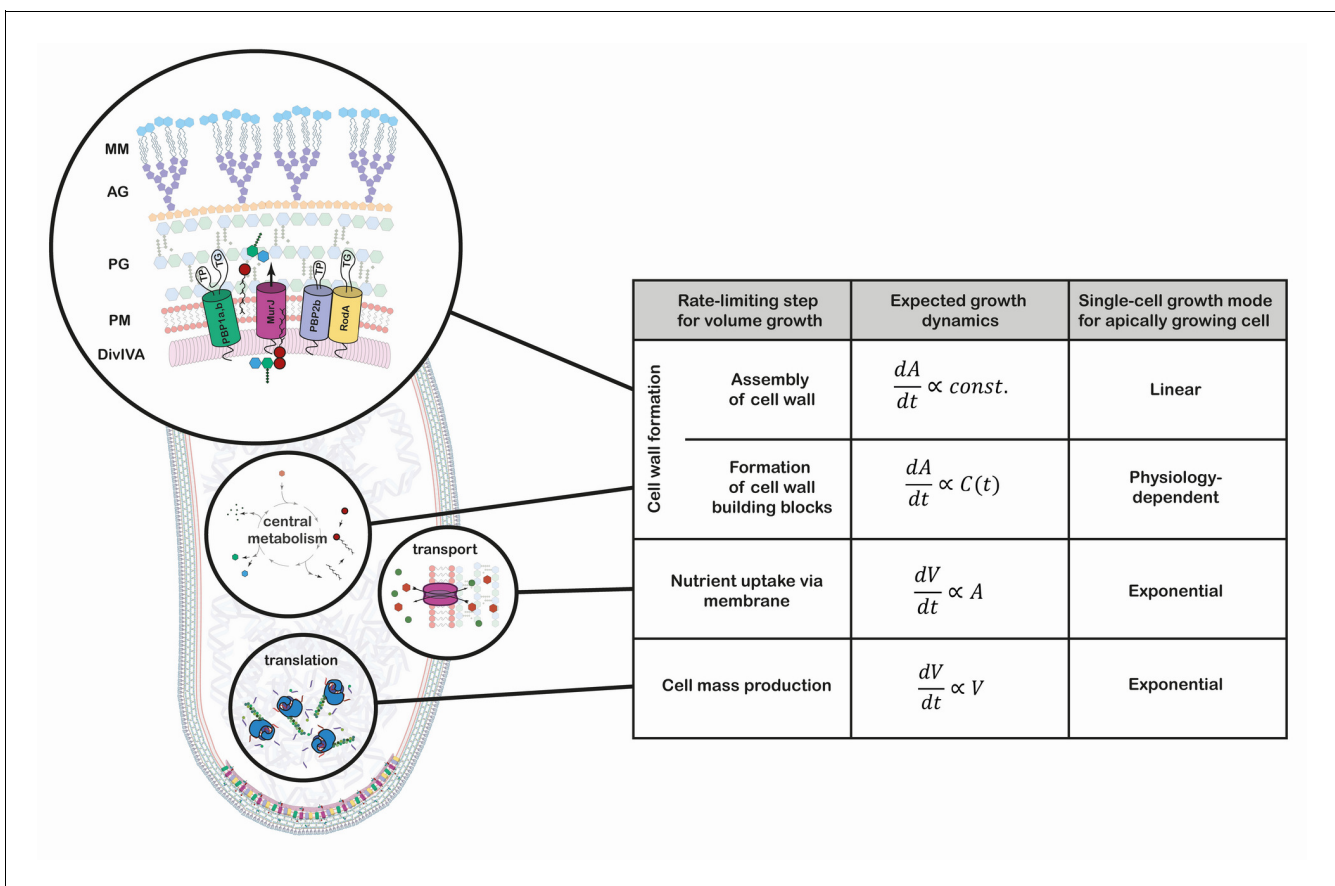 MM
AG
PG
PM
DivIVA
TP
TG
TP
TG
PBP1a,b
MurJ
PBP2b
RodA
central
metabolism
transport
translation
Rate-limiting step
for volume growth
Expected growth
dynamics
Single-cell growth mode
for apically growing cell
Cell wall formation
Assembly
of cell wall
dA/dt ∝ const.
Linear
Formation
of cell wall
building blocks
dA/dt ∝ C(t)
Physiology-
dependent
Nutrient uptake via
membrane
dV/dt ∝ A
Exponential
Cell mass production
dV/dt ∝ V
Exponential